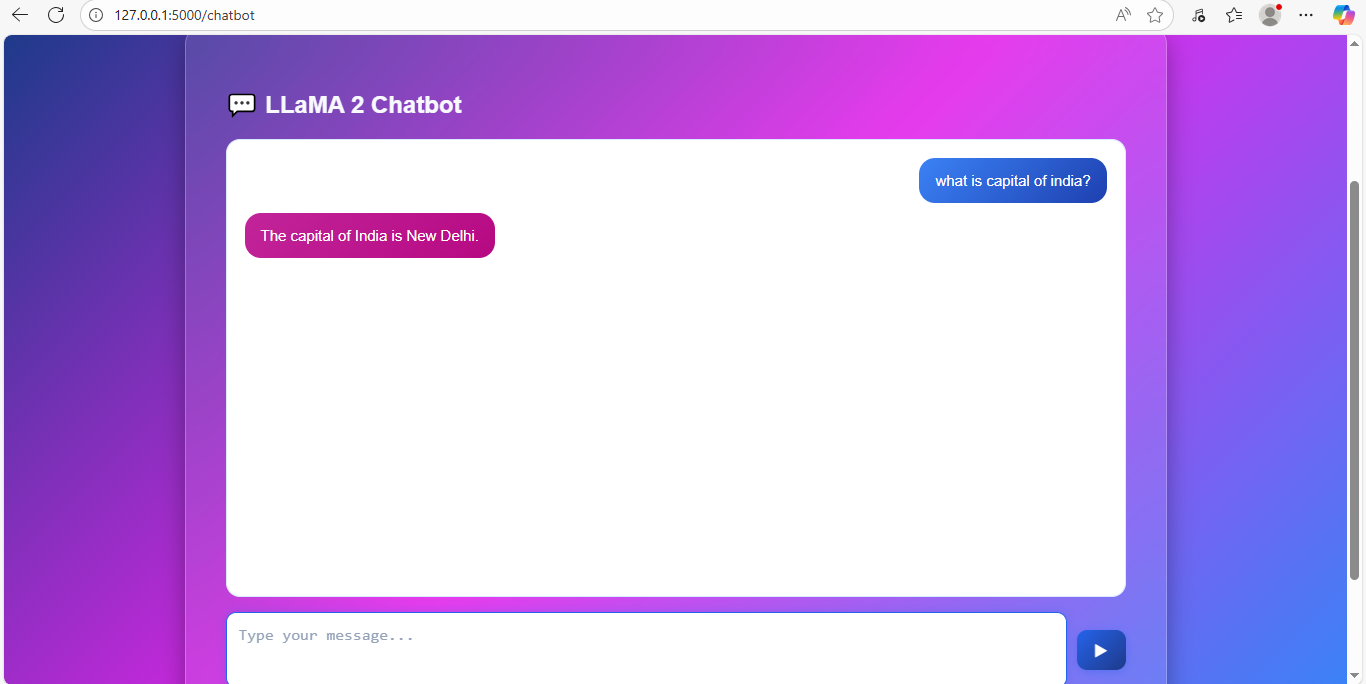 127.0.0.1:5000/chatbot
LLaMA 2 Chatbot
what is capital of india?
The capital of India is New Delhi.
Type your message...